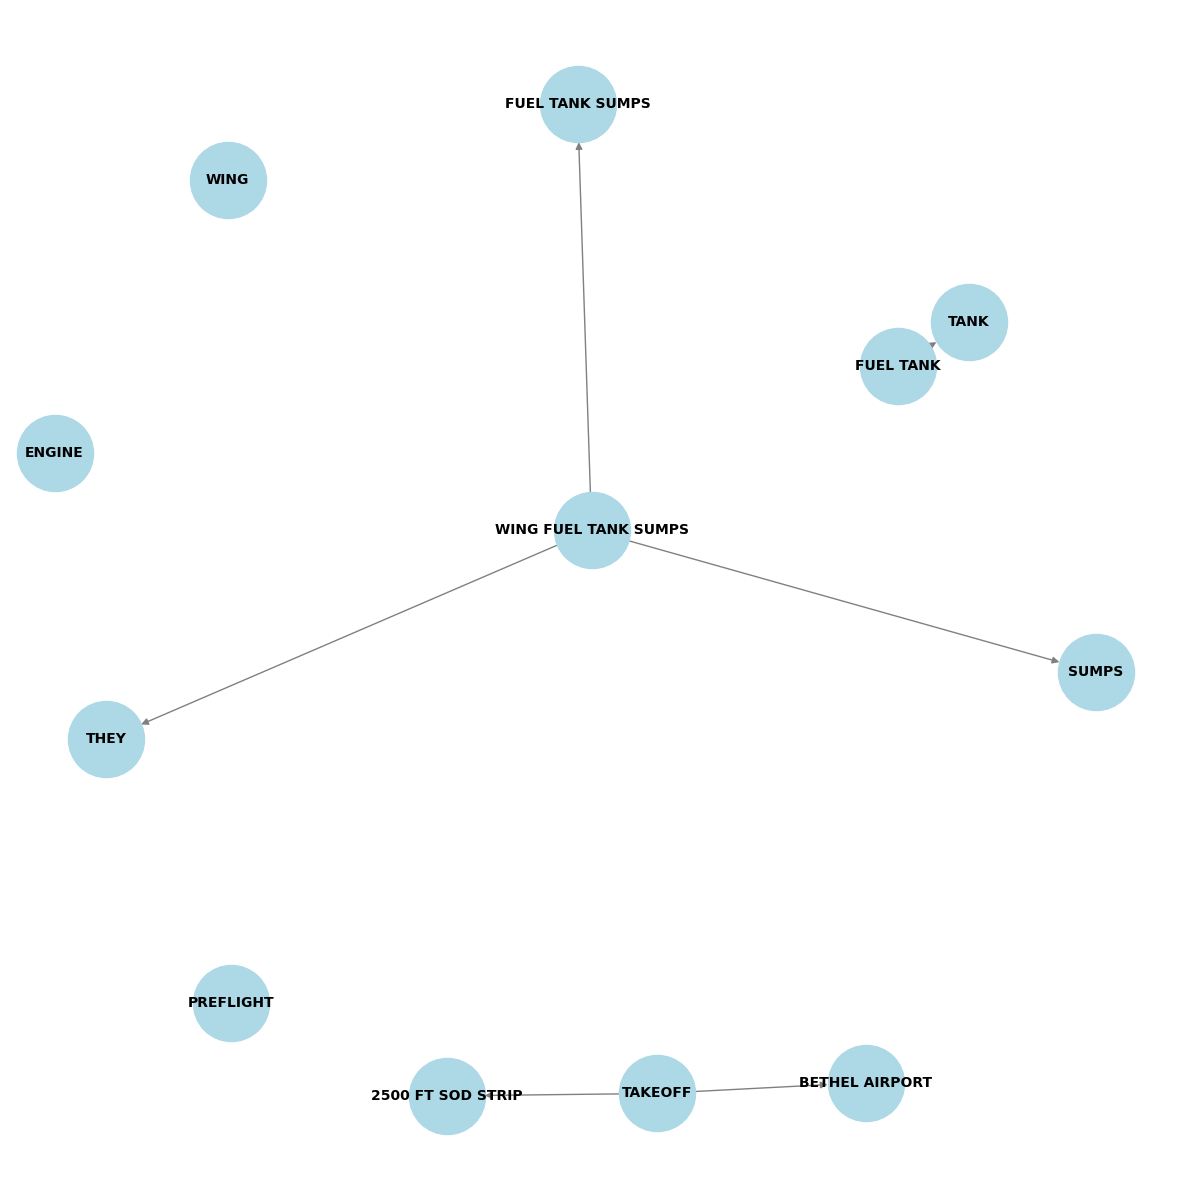 FUEL TANK SUMPS
WING
TANK
FUEL TANK
ENGINE
WING FUEL TANK SUMPS
SUMPS
THEY
PREFLIGHT
BETHEL AIRPORT
TAKEOFF
2500 FT SOD STRIP